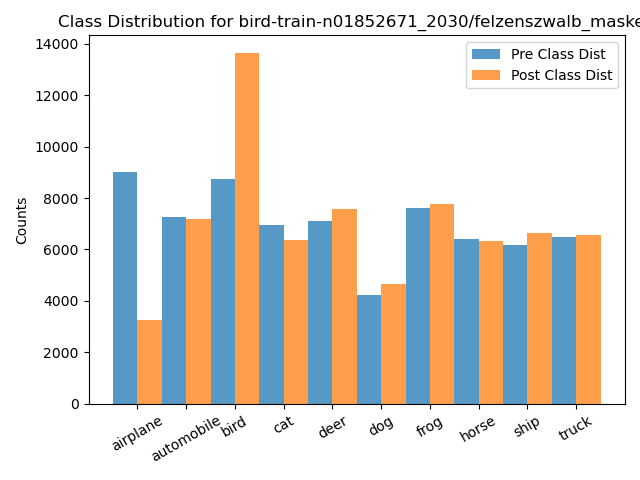 Class Distribution for bird-train-n01852671_2030/felzenszwalb_maske
Pre Class Dist
Post Class Dist
Counts
14000
12000
10000
8000
6000
4000
2000
0
airplane
automobile
bird
cat
deer
dog
frog
horse
ship
truck